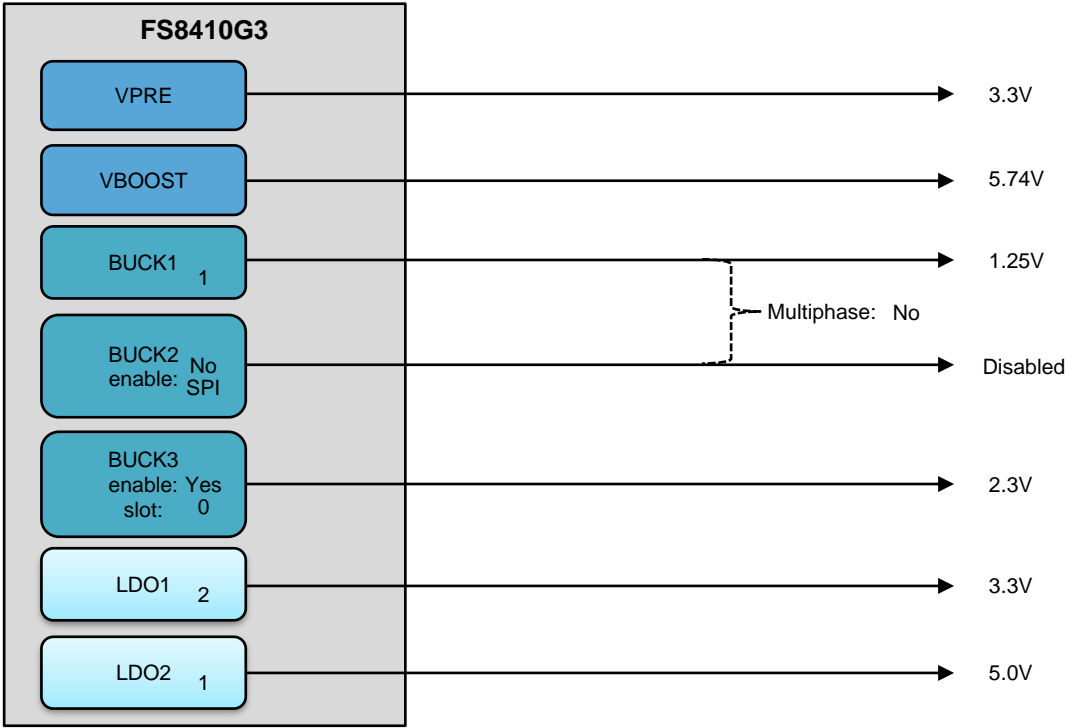 FS8410G3
VPRE
3.3V
VBOOST
5.74V
BUCK1 1
1.25V
Multiphase: No
BUCK2 No
enable: SPI
Disabled
BUCK3
enable: Yes
slot: 0
2.3V
LDO1 2
3.3V
LDO2 1
5.0V